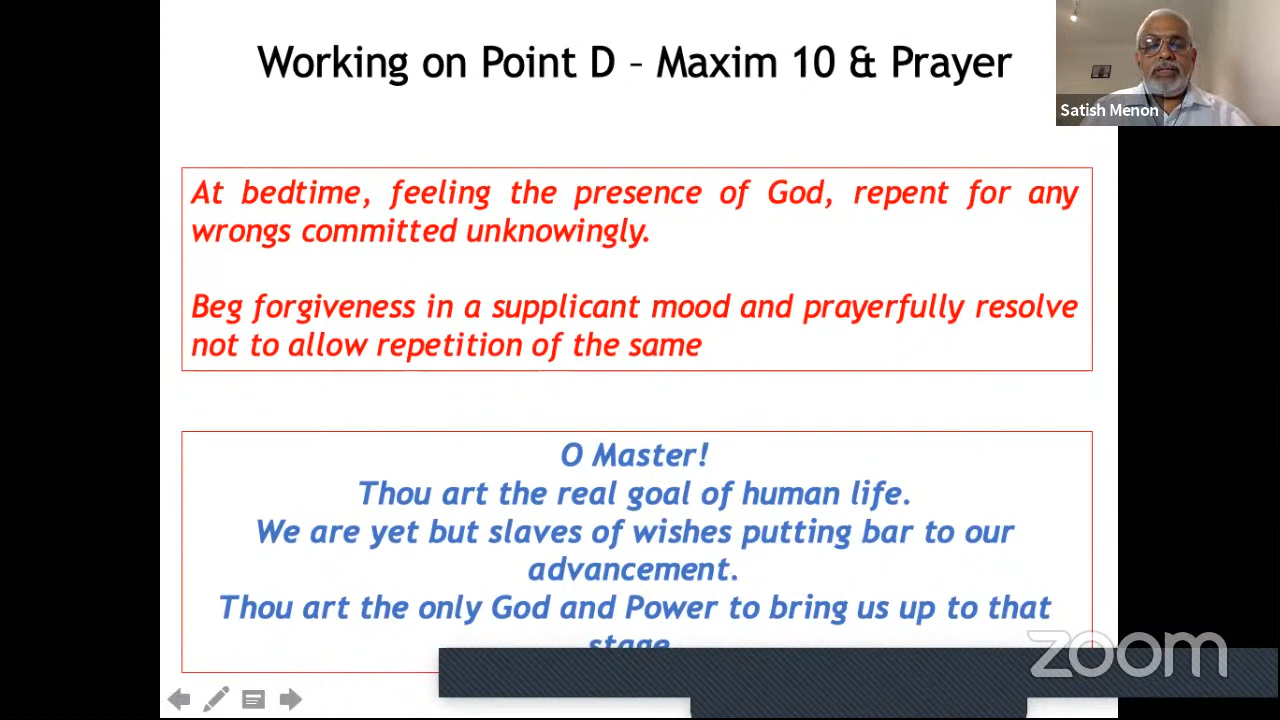 Working on Point D – Maxim 10 & Prayer
Satish Menon
At bedtime, feeling the presence of God, repent for any
wrongs committed unknowingly.
Beg forgiveness in a supplicant mood and prayerfully resolve
not to allow repetition of the same
O Master!
Thou art the real goal of human life.
We are yet but slaves of wishes putting bar to our
advancement.
Thou art the only God and Power to bring us up to that
stage
zoom